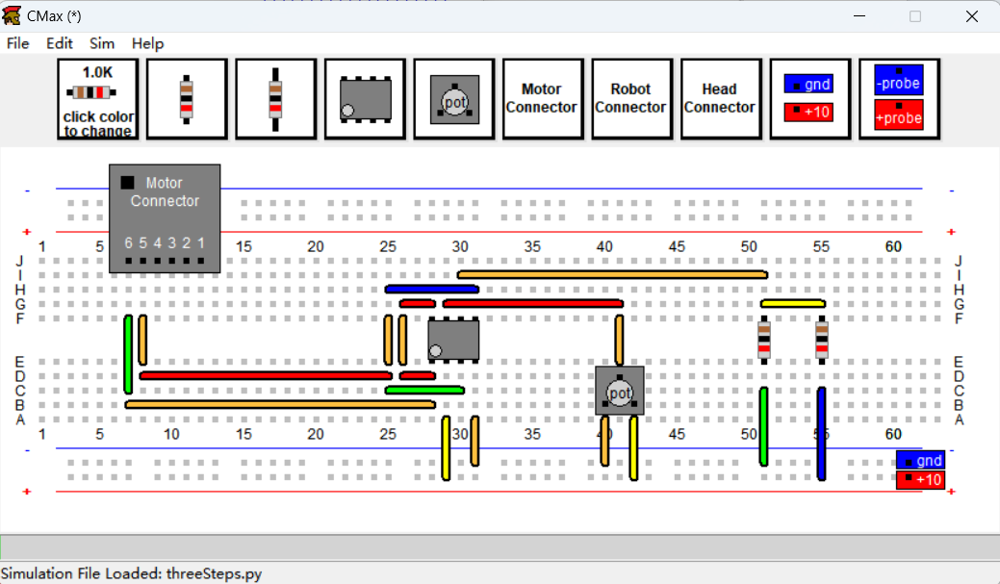 CMax (*)
File Edit Sim Help
1.0K
click color
to change
pot
Motor
Connector
Robot
Connector
Head
Connector
gnd
+10
-probe
+probe
Motor
Connector
6 5 4 3 2 1
- -
+ +
1 5 15 20 25 30 35 40 45 50 55 60
J J
I I
H H
G G
F F
E E
D D
C C
B B
A A
pot
1 5 10 15 20 25 30 35 40 45 50 55 60
- -
gnd
+10
+ +
Simulation File Loaded: threeSteps.py